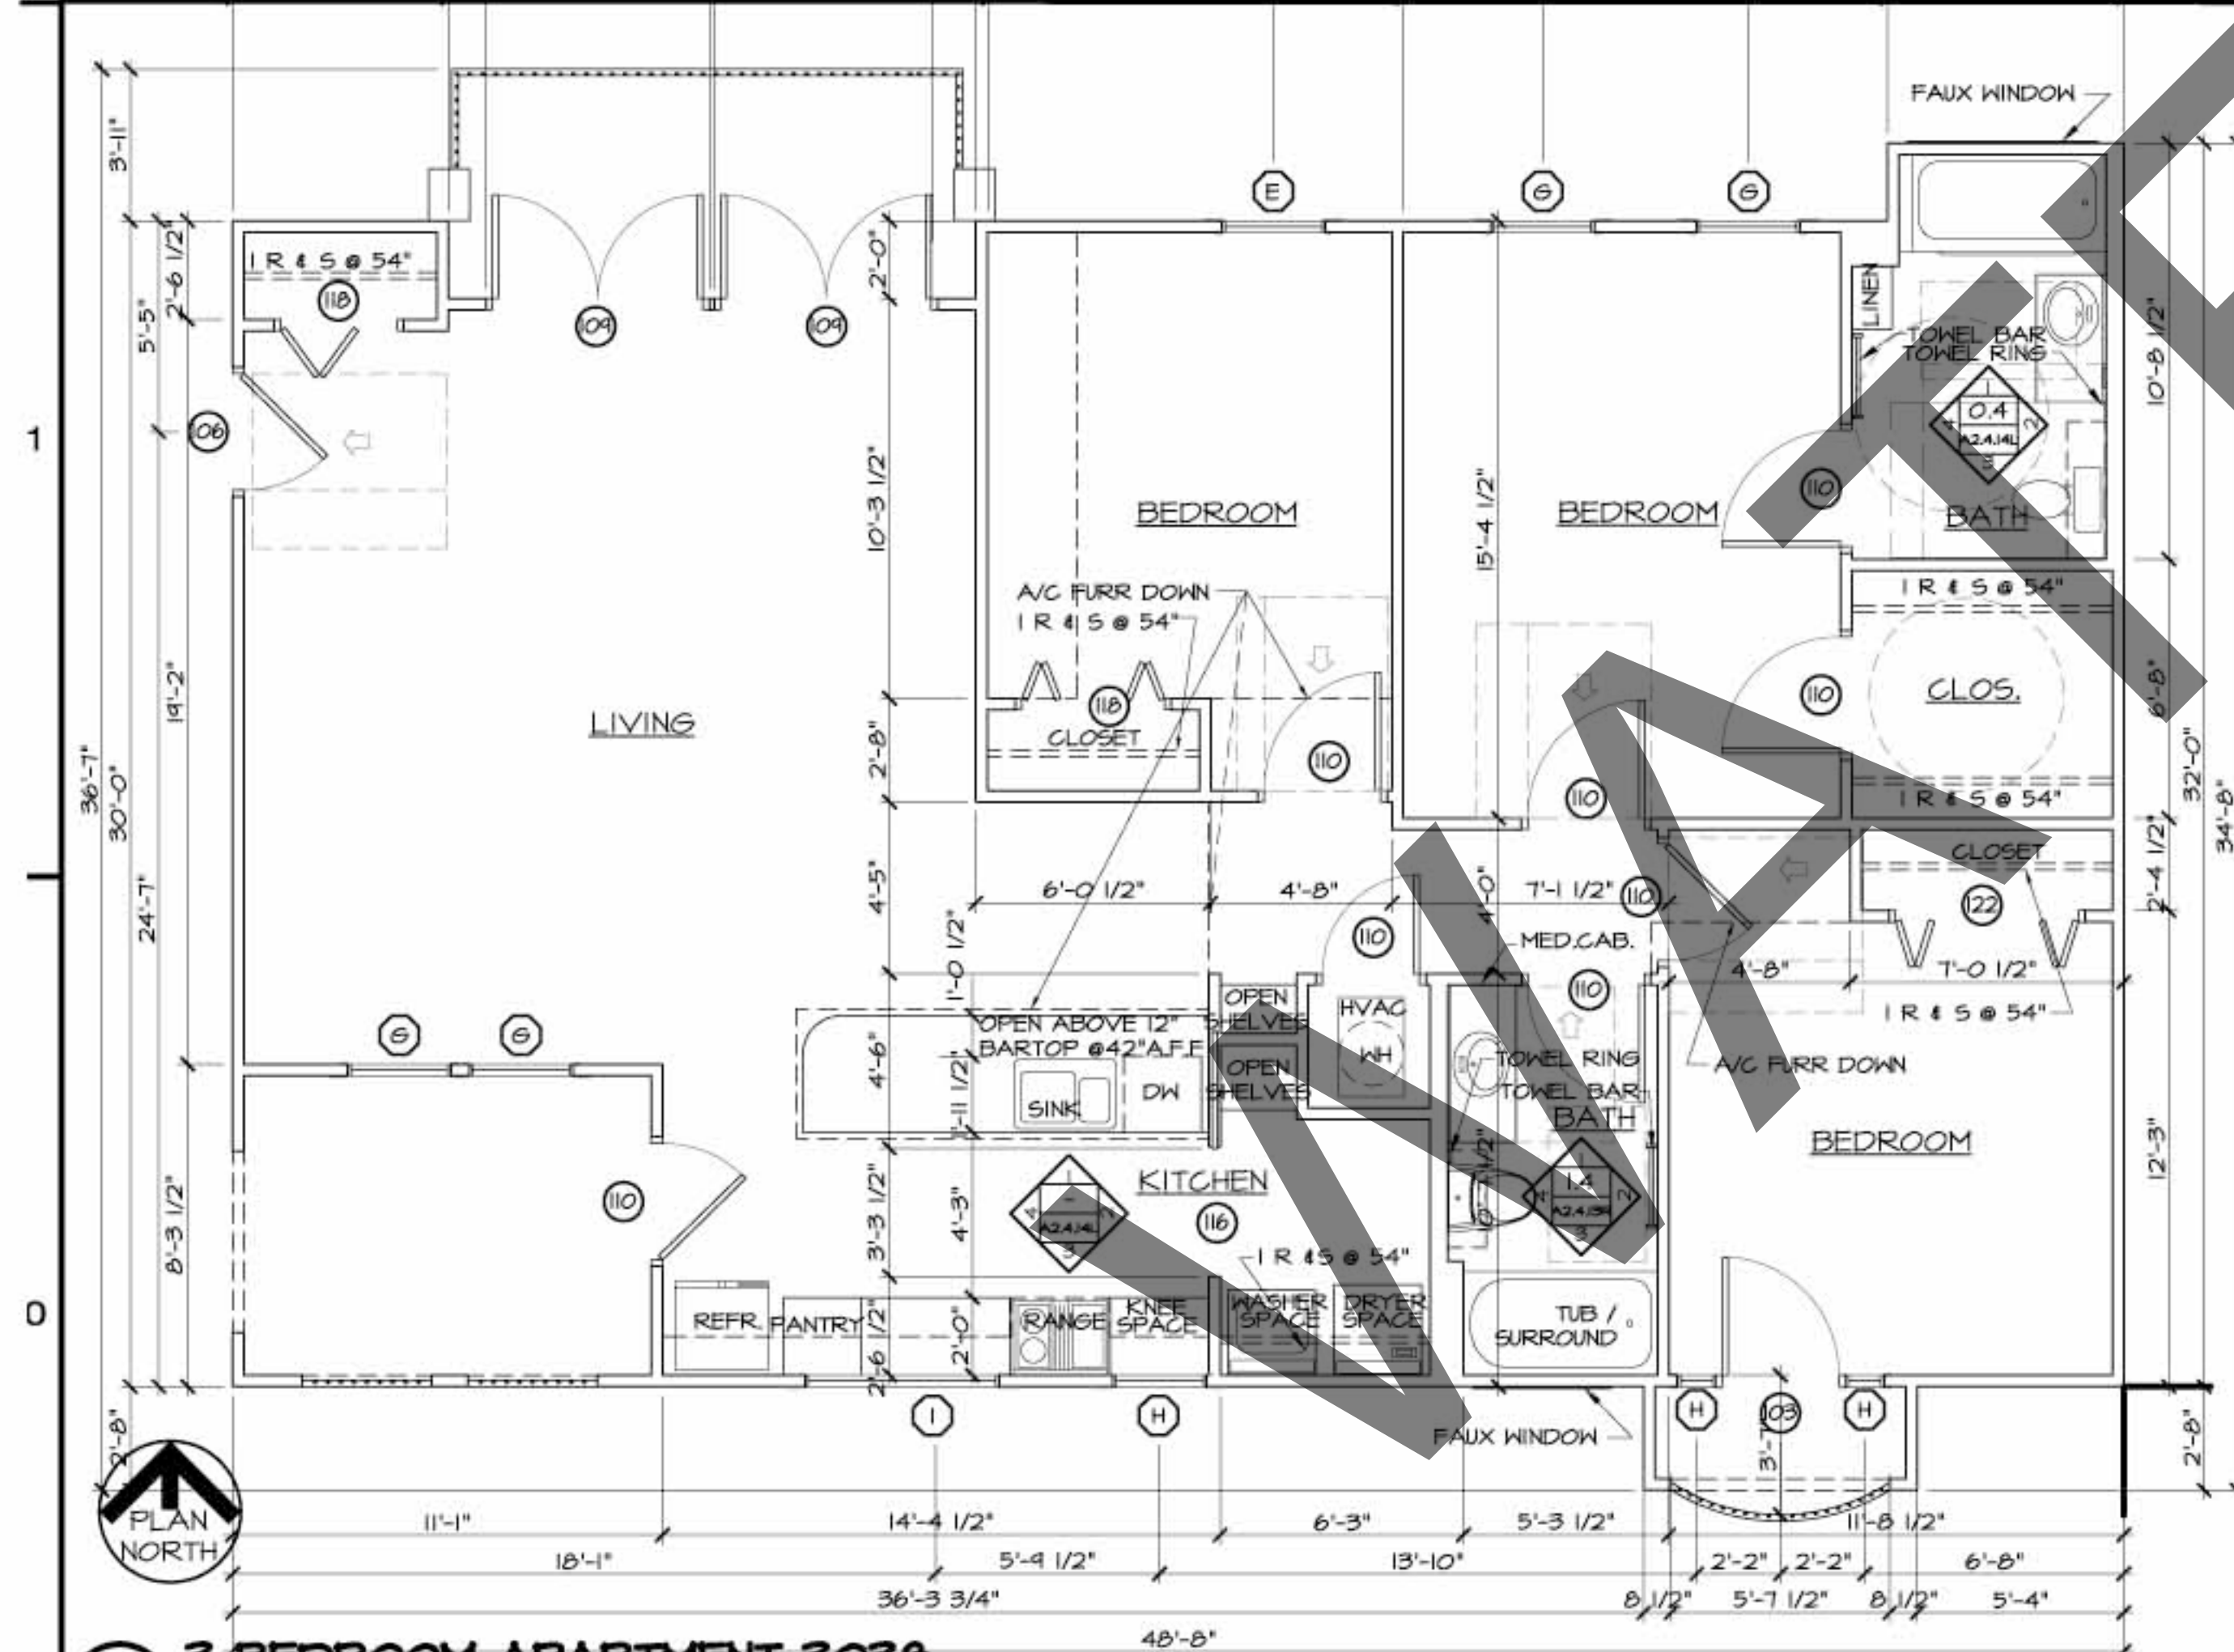 FAUX WINDOW
3'-11"
E
G
G
2'-6 1/2"
5'-5"
1 R & S @ 54"
118
2'-0"
109
109
LINEN
TOWEL BAR
TOWEL RING
10'-8 1/2"
106
1
0.4
A2.4.14L
2
4
110
BATH
10'-3 1/2"
BEDROOM
15'-4 1/2"
BEDROOM
A/C FURR DOWN
1 R & S @ 54"
1 R & S @ 54"
19'-2"
LIVING
118
CLOSET
2'-8"
110
110
110
CLOS.
6'-8"
1 R & S @ 54"
36'-7"
30'-0"
32'-0"
34'-8"
24'-7"
4'-5"
6'-0 1/2"
4'-8"
4'-0"
7'-1 1/2"
110
CLOSET
122
2'-4 1/2"
110
MED.CAB.
110
4'-8"
7'-0 1/2"
1 R & S @ 54"
1'-0 1/2"
G
G
OPEN ABOVE 12"
BARTOP @42"A.F.F.
OPEN
SHELVES
HVAC
WH
OPEN
SHELVES
4'-6"
SINK
DW
TOWEL RING
TOWEL BAR
BATH
A/C FURR DOWN
BEDROOM
12'-3"
8'-3 1/2"
110
3'-3 1/2"
4'-3"
KITCHEN
A2.4.14L
116
1.4
1 R & S @ 54"
REFR.
PANTRY
2'-6 1/2"
2'-0"
RANGE
KNEE
SPACE
WASHER
SPACE
DRYER
SPACE
TUB /
SURROUND
0
I
H
H
103
H
FAUX WINDOW
2'-8"
2'-8"
PLAN
NORTH
11'-1"
14'-4 1/2"
6'-3"
5'-3 1/2"
11'-8 1/2"
18'-1"
5'-9 1/2"
13'-10"
2'-2"
2'-2"
6'-8"
36'-3 3/4"
8 1/2"
5'-7 1/2"
8 1/2"
5'-4"
48'-8"